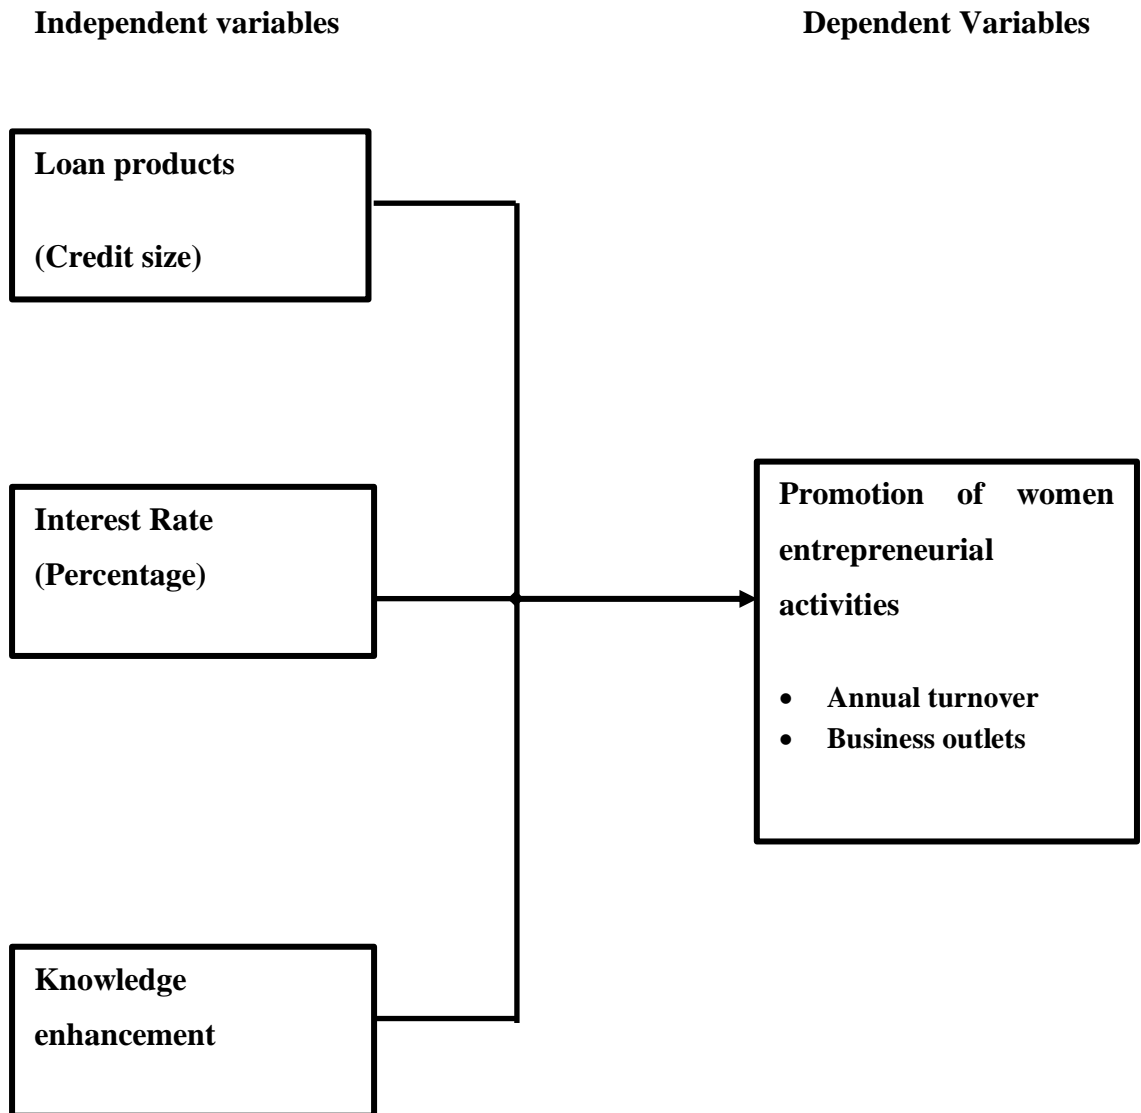 Independent variables
Dependent Variables
Loan products
(Credit size)
Interest Rate
(Percentage)
Promotion of women
entrepreneurial
activities
• Annual turnover
• Business outlets
Knowledge
enhancement